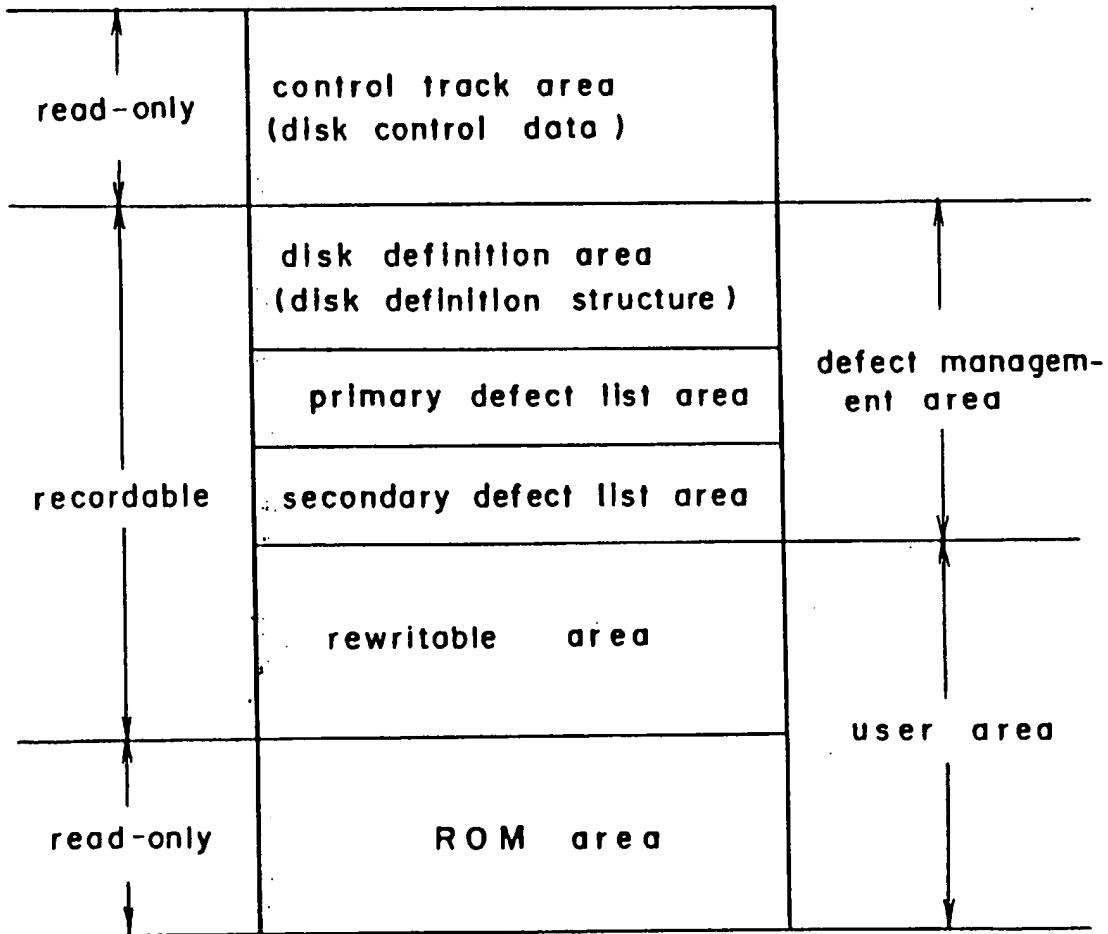 read-only
control track area
(disk control data)
disk definition area
(disk definition structure)
primary defect list area
defect managem-
ent area
recordable
secondary defect list area
rewritable area
user area
read-only
ROM area